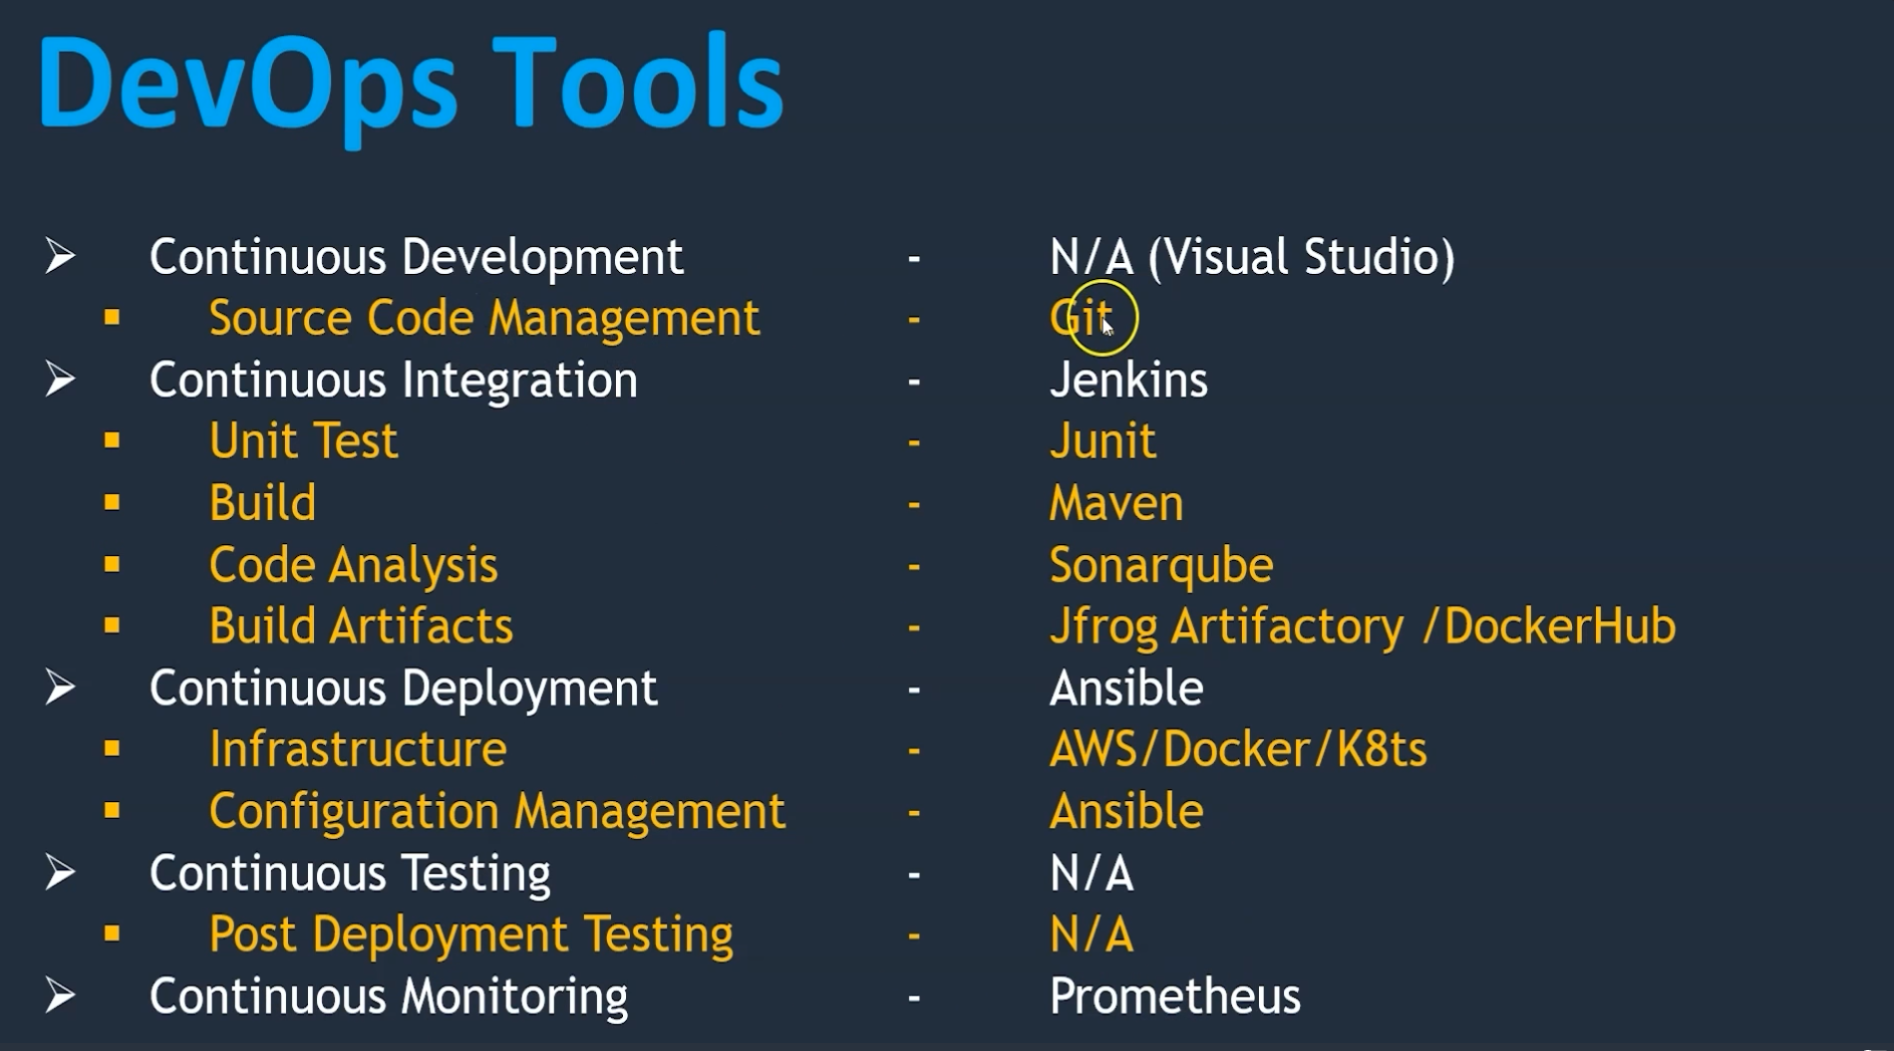 DevOps Tools
➤ Continuous Development - N/A (Visual Studio)
▪ Source Code Management - Git
➤ Continuous Integration - Jenkins
▪ Unit Test - Junit
▪ Build - Maven
▪ Code Analysis - Sonarqube
▪ Build Artifacts - Jfrog Artifactory /DockerHub
➤ Continuous Deployment - Ansible
▪ Infrastructure - AWS/Docker/K8ts
▪ Configuration Management - Ansible
➤ Continuous Testing - N/A
▪ Post Deployment Testing - N/A
➤ Continuous Monitoring - Prometheus